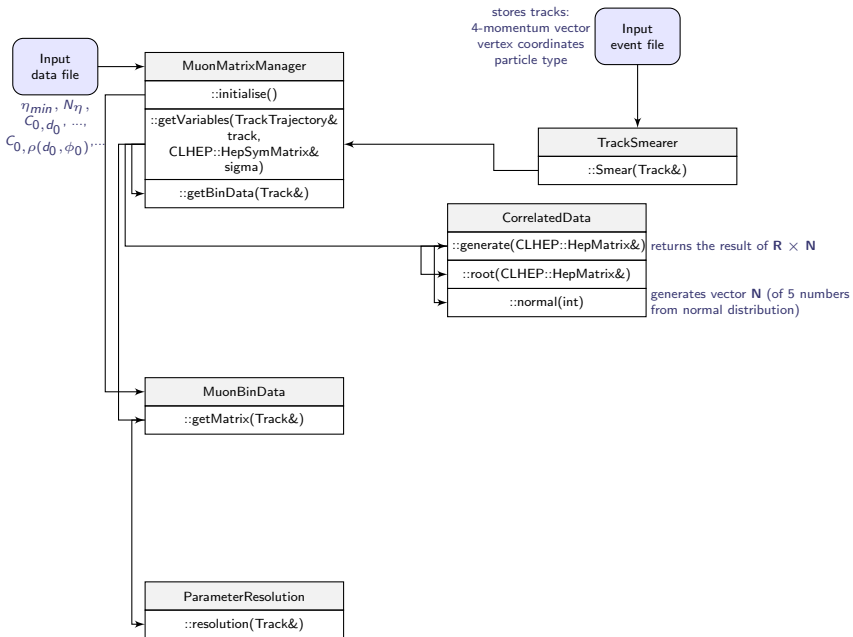 stores tracks:
4-momentum vector
vertex coordinates
particle type
Input
event file
Input
data file
η_min, N_η,
C_0,d_0, ...,
C_0,ρ(d_0,ϕ_0),...
MuonMatrixManager
::initialise()
::getVariables(TrackTrajectory&
track,
CLHEP::HepSymMatrix&
sigma)
::getBinData(Track&)
TrackSmearer
::Smear(Track&)
CorrelatedData
::generate(CLHEP::HepMatrix&)
returns the result of R × N
::root(CLHEP::HepMatrix&)
::normal(int)
generates vector N (of 5 numbers
from normal distribution)
MuonBinData
::getMatrix(Track&)
ParameterResolution
::resolution(Track&)